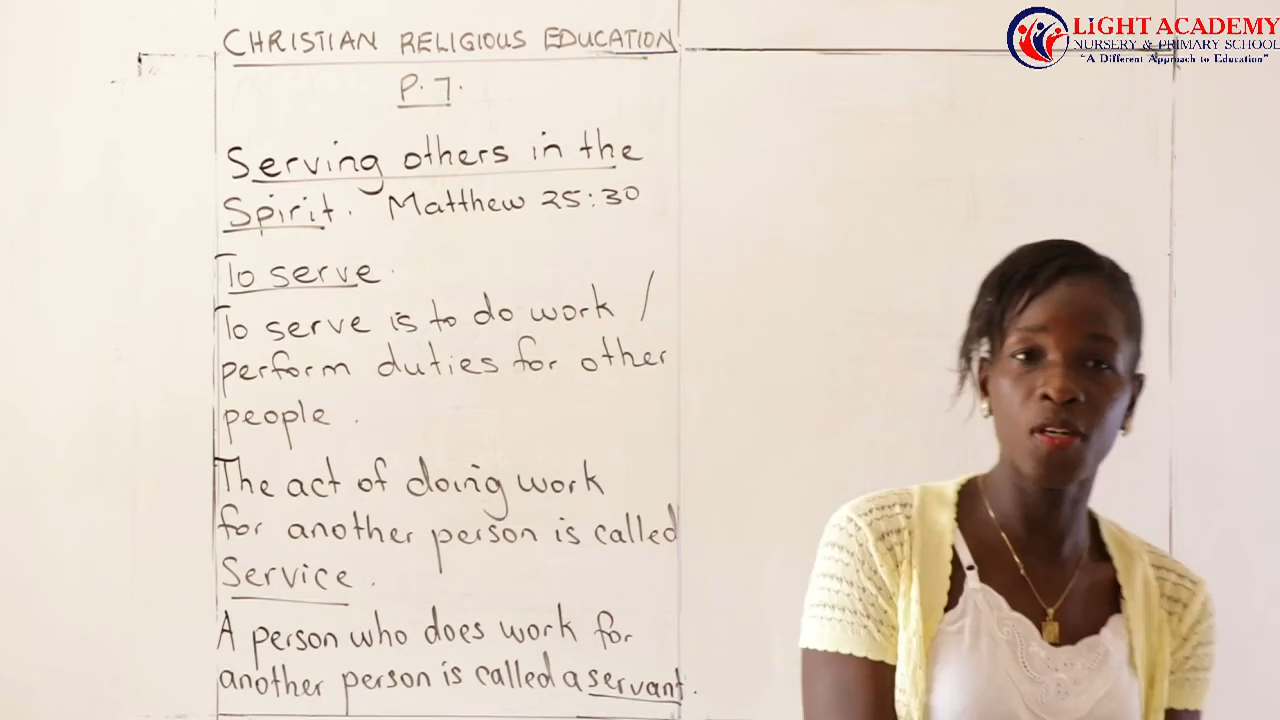 CHRISTIAN RELIGIOUS EDUCATION
P.7.
Serving others in the
Spirit. Matthew 25:30
To serve.
To serve is to do work /
perform duties for other
people.
The act of doing work
for another person is called
Service.
A person who does work for
another person is called a servant.
LIGHT ACADEMY
NURSERY & PRIMARY SCHOOL
"A Different Approach to Education"